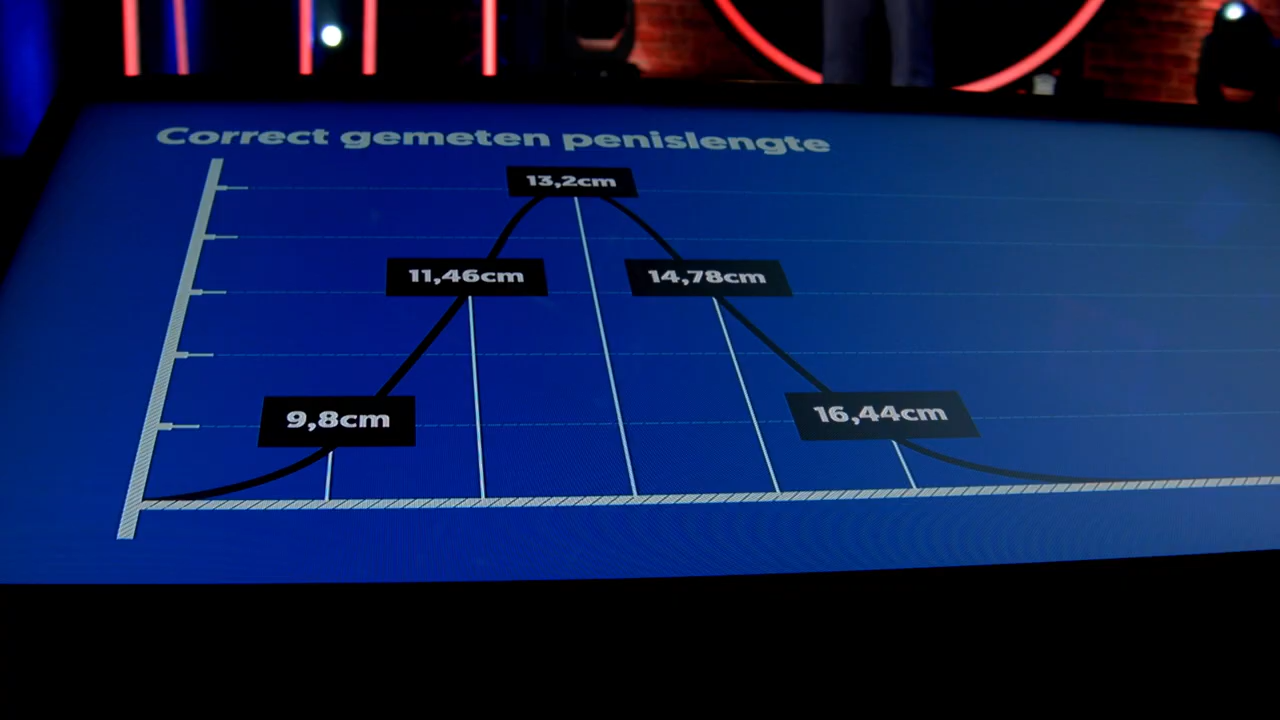 Correct gemeten penislengte
13,2cm
11,46cm
14,78cm
9,8cm
16,44cm